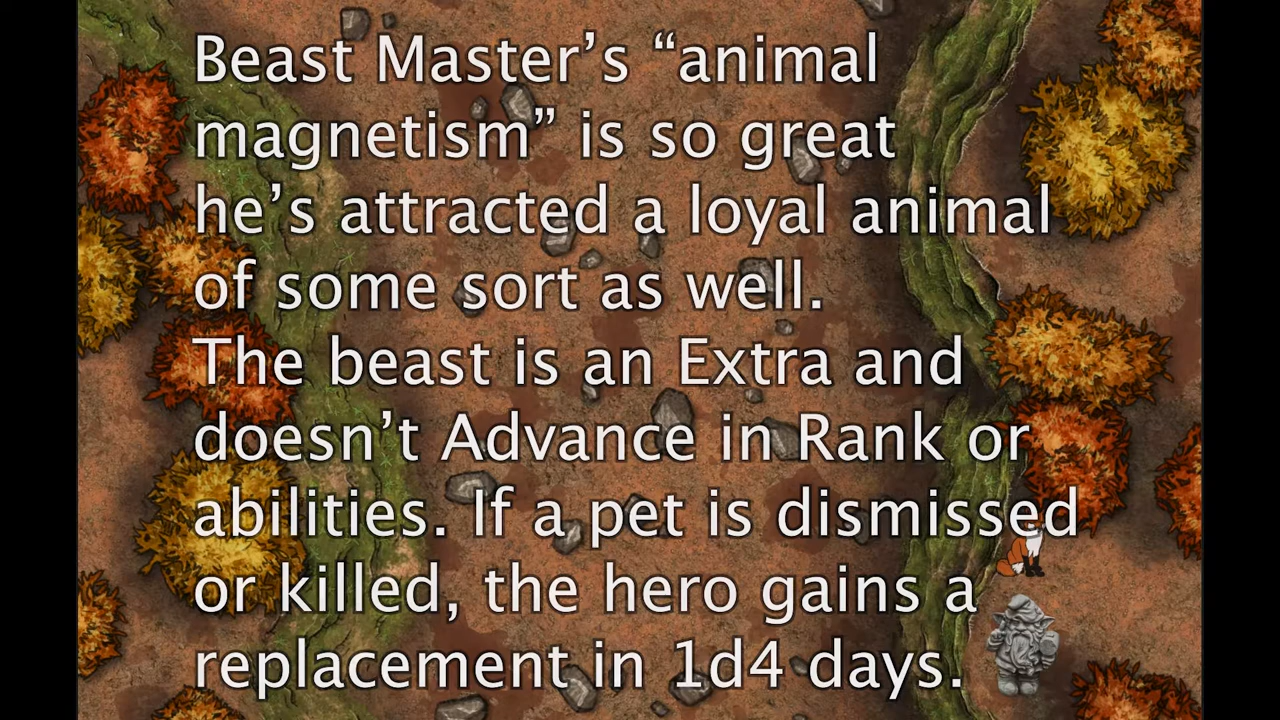 Beast Master’s “animal
magnetism” is so great
he’s attracted a loyal animal
of some sort as well.
The beast is an Extra and
doesn’t Advance in Rank or
abilities. If a pet is dismissed
or killed, the hero gains a
replacement in 1d4 days.